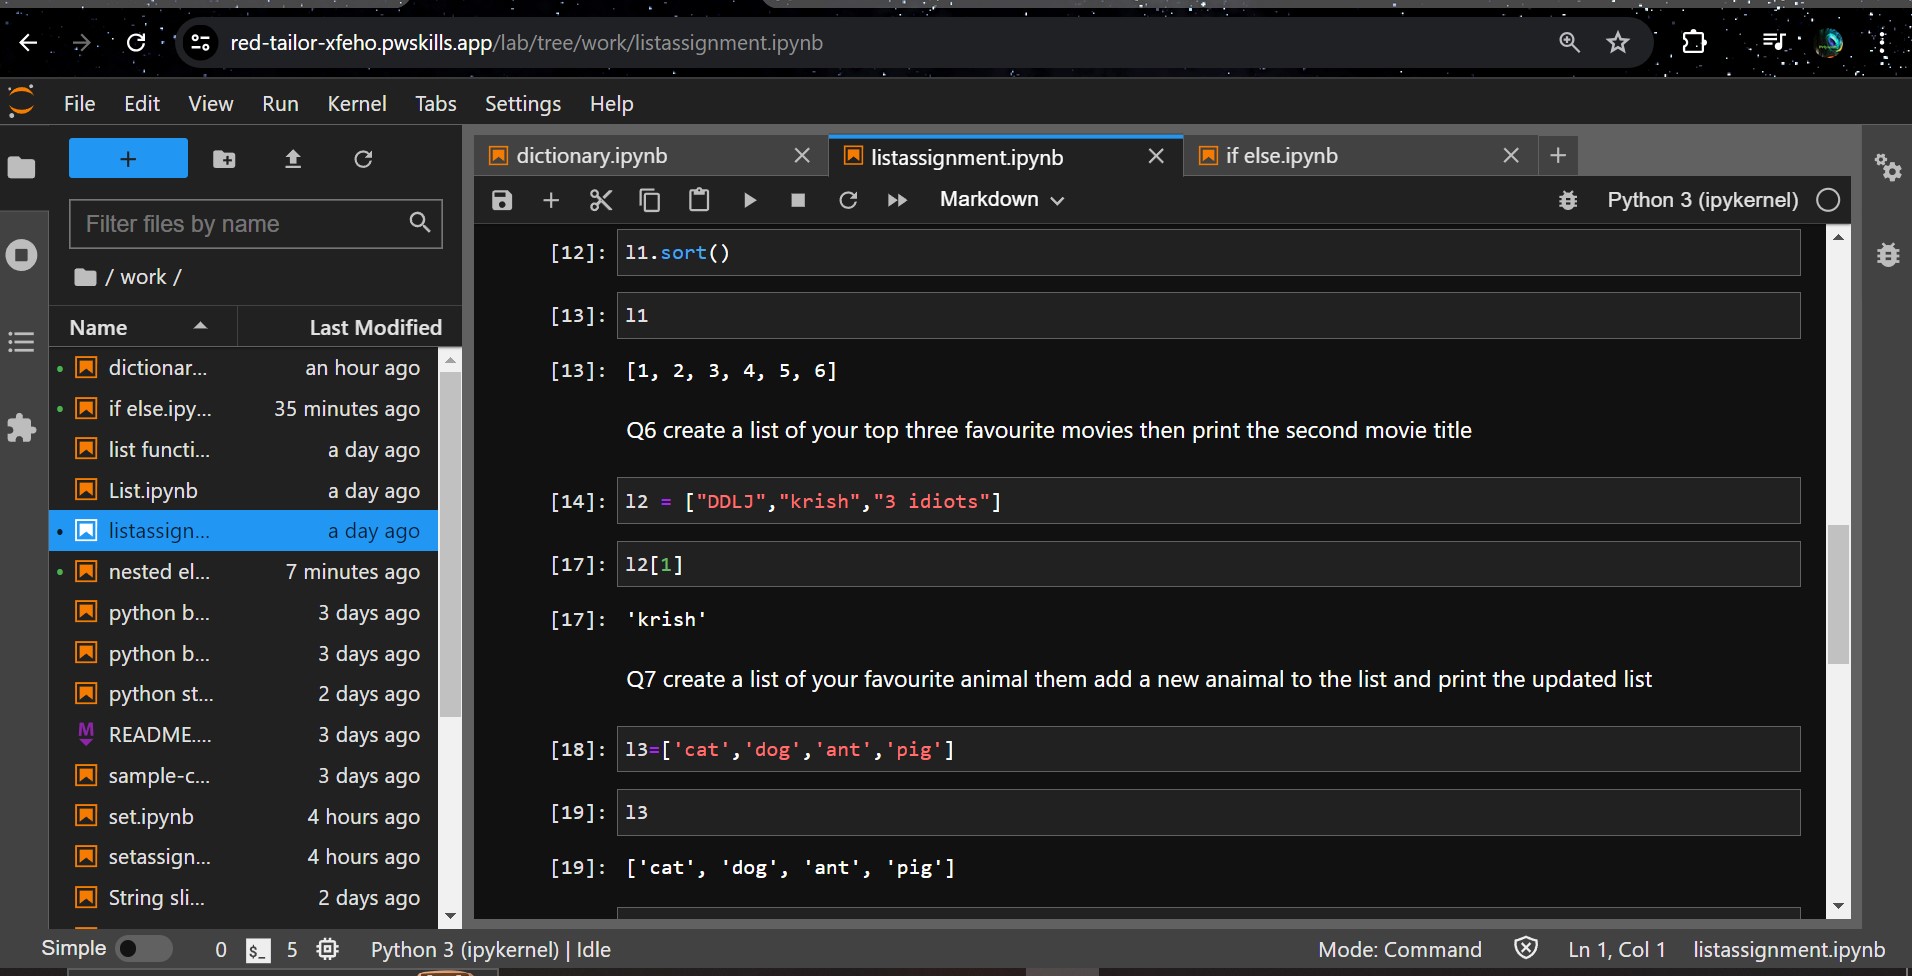 red-tailor-xfeho.pwskills.app/lab/tree/work/listassignment.ipynb
File Edit View Run Kernel Tabs Settings Help
+
Filter files by name
/ work /
Name Last Modified
dictionar... an hour ago
if else.ipy... 35 minutes ago
list functi... a day ago
List.ipynb a day ago
listassign... a day ago
nested el... 7 minutes ago
python b... 3 days ago
python b... 3 days ago
python st... 2 days ago
README.... 3 days ago
sample-c... 3 days ago
set.ipynb 4 hours ago
setassign... 4 hours ago
String sli... 2 days ago
dictionary.ipynb listassignment.ipynb if else.ipynb
Markdown Python 3 (ipykernel)
[12]: l1.sort()
[13]: l1
[13]: [1, 2, 3, 4, 5, 6]
Q6 create a list of your top three favourite movies then print the second movie title
[14]: l2 = ["DDLJ","krish","3 idiots"]
[17]: l2[1]
[17]: 'krish'
Q7 create a list of your favourite animal them add a new anaimal to the list and print the updated list
[18]: l3=['cat','dog','ant','pig']
[19]: l3
[19]: ['cat', 'dog', 'ant', 'pig']
Simple 0 $_ 5 Python 3 (ipykernel) | Idle Mode: Command Ln 1, Col 1 listassignment.ipynb